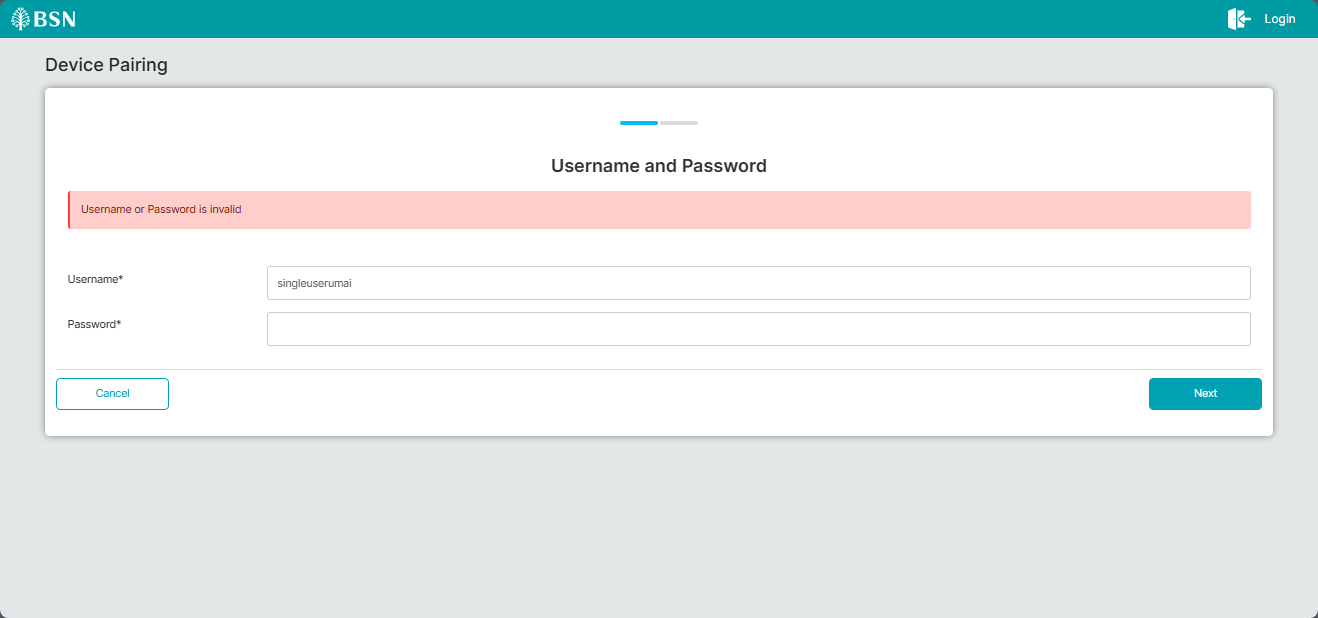 BSN
Login
Device Pairing
Username and Password
Username or Password is invalid
Username*
singleuserumai
Password*
Cancel
Next